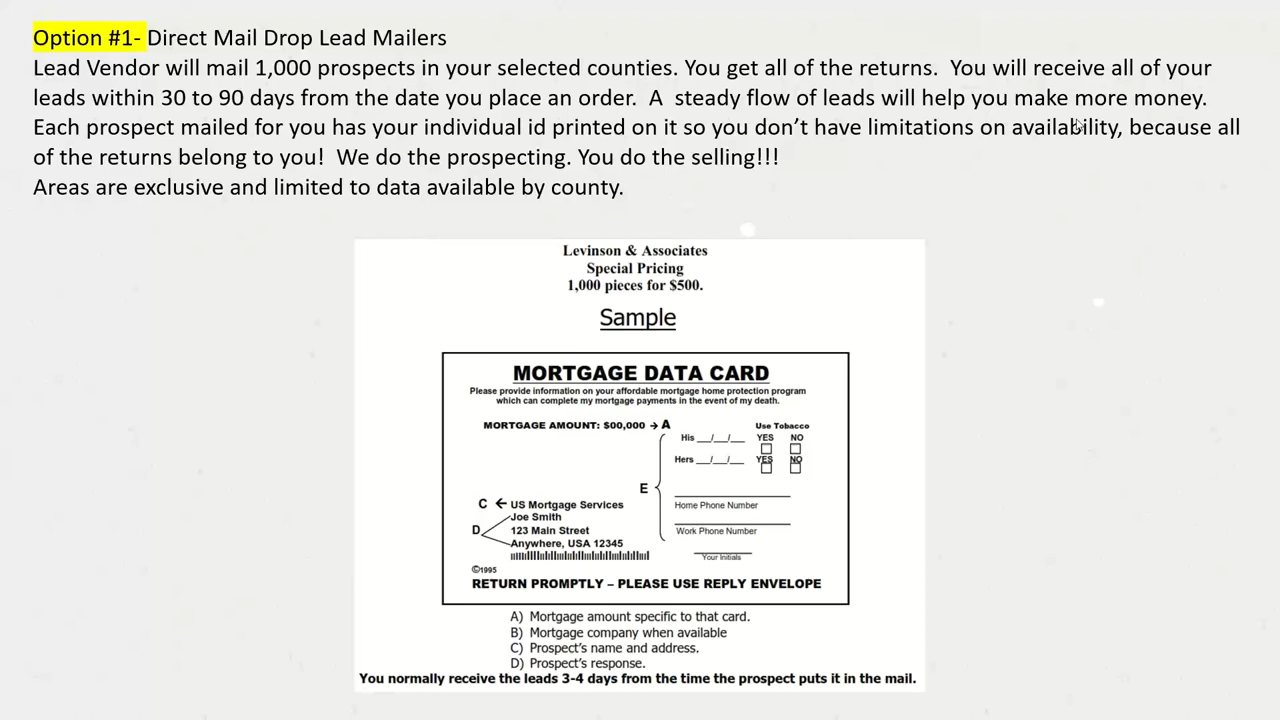 Option #1- Direct Mail Drop Lead Mailers
Lead Vendor will mail 1,000 prospects in your selected counties. You get all of the returns.  You will receive all of your
leads within 30 to 90 days from the date you place an order.  A  steady flow of leads will help you make more money.
Each prospect mailed for you has your individual id printed on it so you don’t have limitations on availability, because all
of the returns belong to you!  We do the prospecting. You do the selling!!!
Areas are exclusive and limited to data available by county.
Levinson & Associates
Special Pricing
1,000 pieces for $500.
Sample
MORTGAGE DATA CARD
Please provide information on your affordable mortgage home protection program
which can complete my mortgage payments in the event of my death.
MORTGAGE AMOUNT: $00,000 → A
Use Tobacco
His __/__/__ YES NO
Hers __/__/__ YES NO
E
C ← US Mortgage Services
Joe Smith
D 123 Main Street
Anywhere, USA 12345
Home Phone Number
Work Phone Number
Your Initials
©1995
RETURN PROMPTLY – PLEASE USE REPLY ENVELOPE
A) Mortgage amount specific to that card.
B) Mortgage company when available
C) Prospect’s name and address.
D) Prospect’s response.
You normally receive the leads 3-4 days from the time the prospect puts it in the mail.